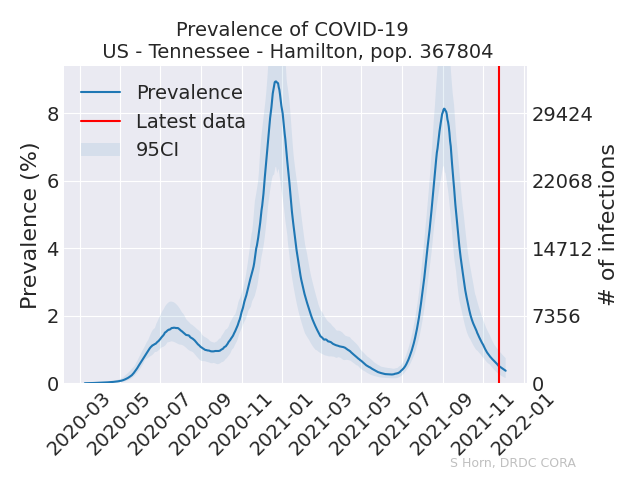 Prevalence of COVID-19
US - Tennessee - Hamilton, pop. 367804
Prevalence
Latest data
95CI
Prevalence (%)
8
6
4
2
0
29424
22068
14712
7356
0
# of infections
2020-03
2020-05
2020-07
2020-09
2020-11
2021-01
2021-03
2021-05
2021-07
2021-09
2021-11
2022-01
S Horn, DRDC CORA